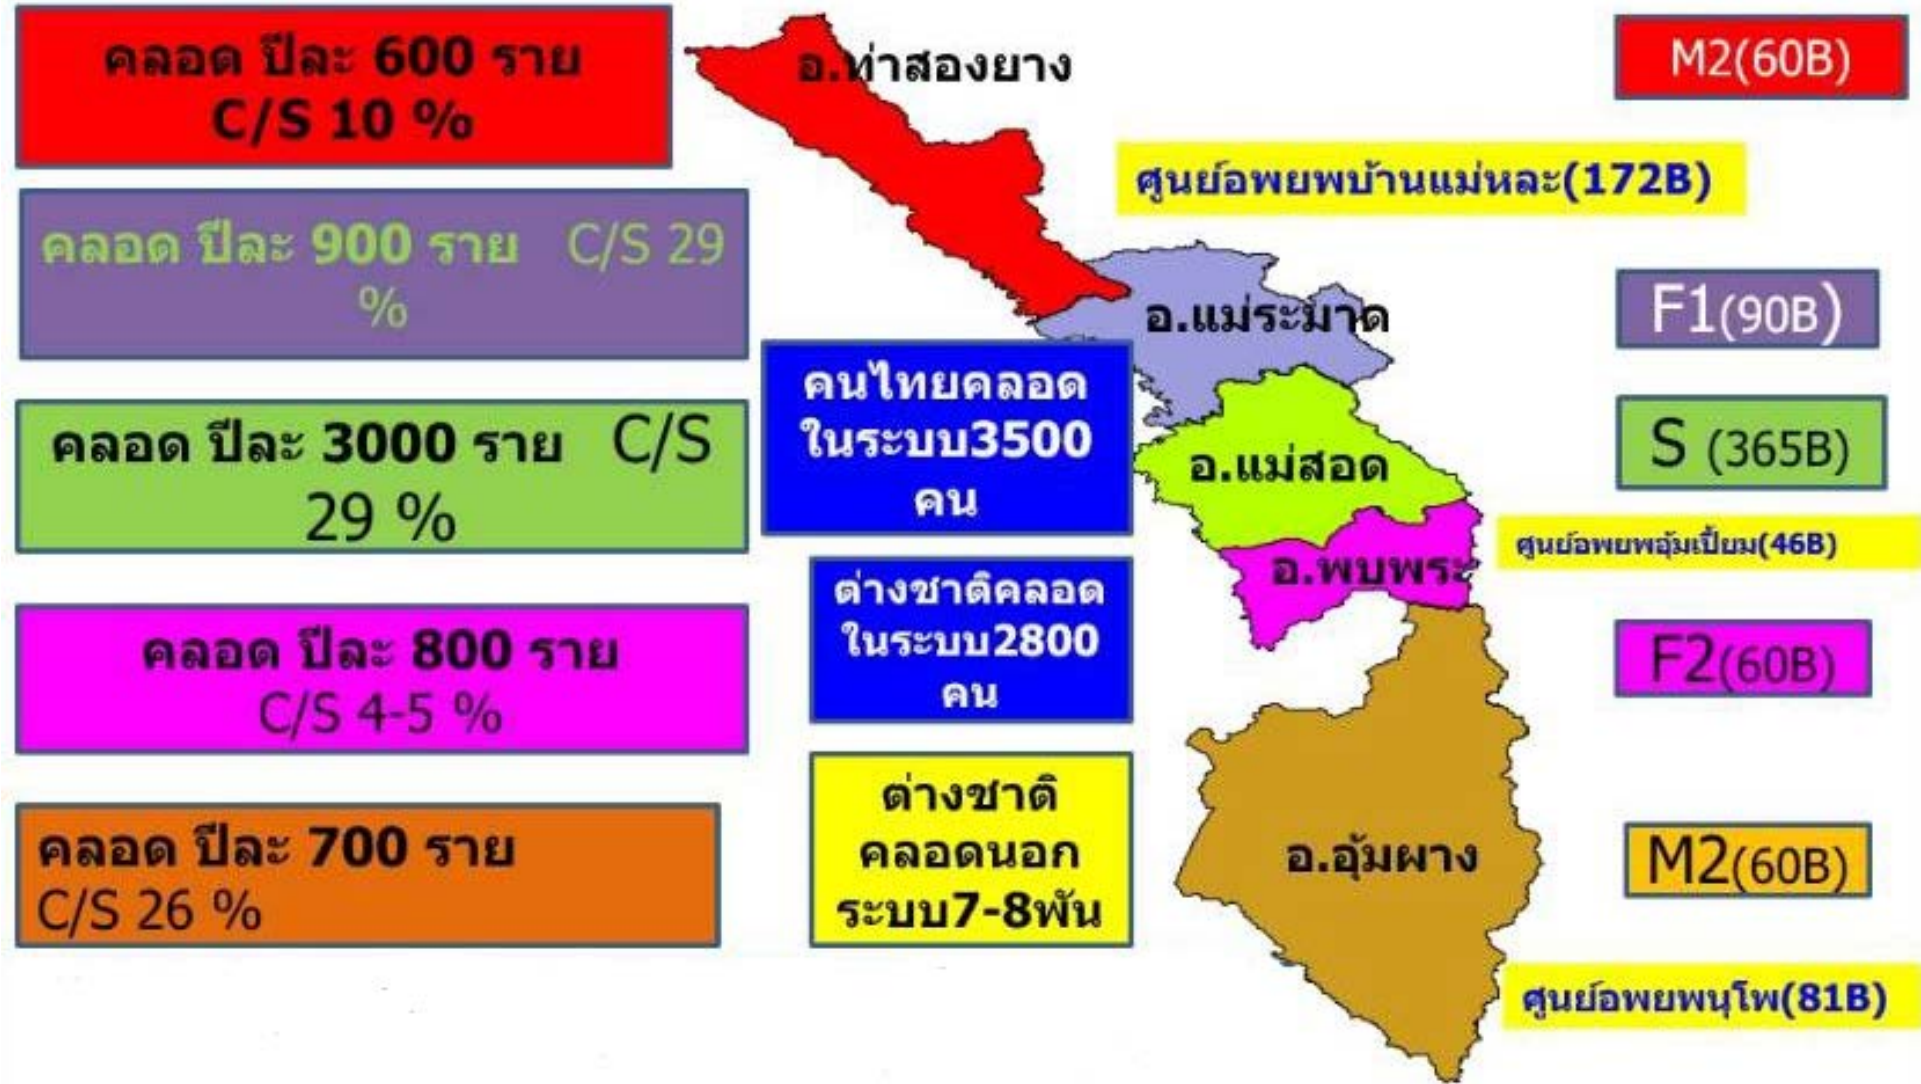 คลอด ปีละ 600 ราย
C/S 10 %
คลอด ปีละ 900 ราย C/S 29
%
คลอด ปีละ 3000 ราย C/S
29 %
คลอด ปีละ 800 ราย
C/S 4-5 %
คลอด ปีละ 700 ราย
C/S 26 %
คนไทยคลอด
ในระบบ3500
คน
ต่างชาติคลอด
ในระบบ2800
คน
ต่างชาติ
คลอดนอก
ระบบ7-8พัน
อ.ท่าสองยาง
อ.แม่ระมาด
อ.แม่สอด
อ.พบพระ
อ.อุ้มผาง
M2(60B)
ศูนย์อพยพบ้านแม่หละ(172B)
F1(90B)
S (365B)
ศูนย์อพยพอุ้มเปี้ยม(46B)
F2(60B)
M2(60B)
ศูนย์อพยพนุโพ(81B)